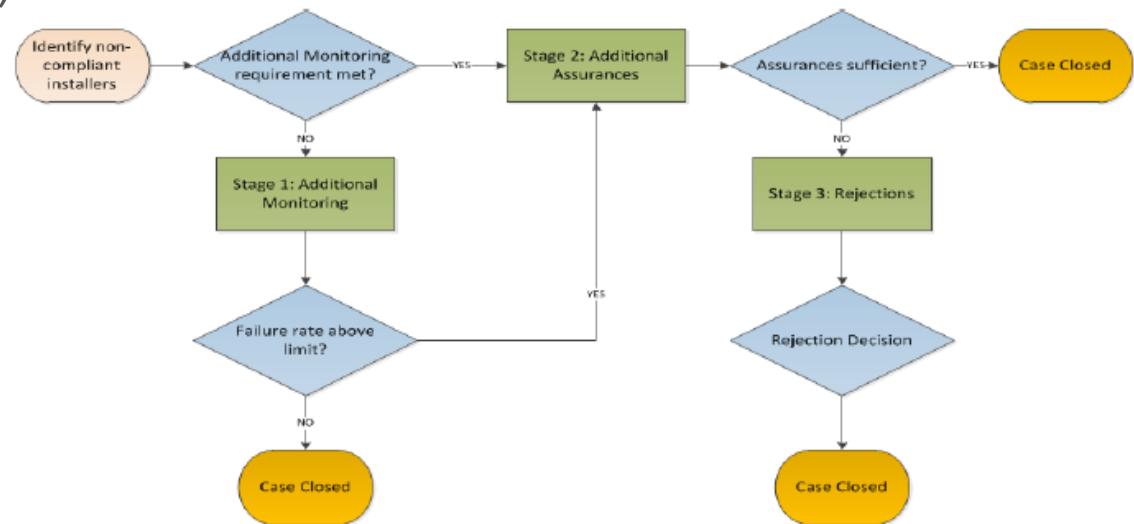 Identify non-
compliant
installers
Additional Monitoring
requirement met?
YES
Stage 2: Additional
Assurances
Assurances sufficient?
YES
Case Closed
NO
NO
Stage 1: Additional
Monitoring
Stage 3: Rejections
YES
Failure rate above
limit?
Rejection Decision
NO
Case Closed
Case Closed